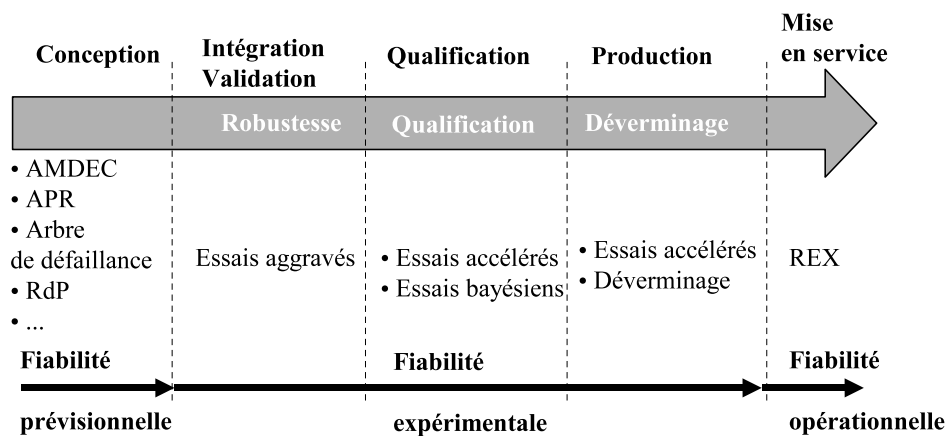 Conception
Intégration
Validation
Qualification
Production
Mise
en service
Robustesse
Qualification
Déverminage
• AMDEC
• APR
• Arbre
de défaillance
• RdP
• ...
Essais aggravés
• Essais accélérés
• Essais bayésiens
• Essais accélérés
• Déverminage
REX
Fiabilité
prévisionnelle
Fiabilité
expérimentale
Fiabilité
opérationnelle